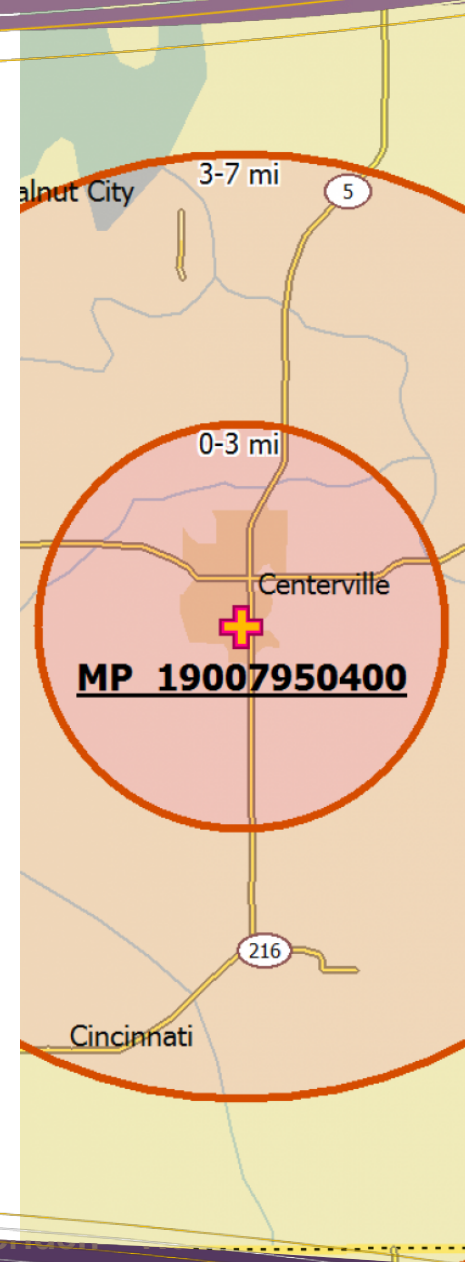 3-7 mi
alnut City
5
0-3 mi
Centerville
MP 19007950400
216
Cincinnati